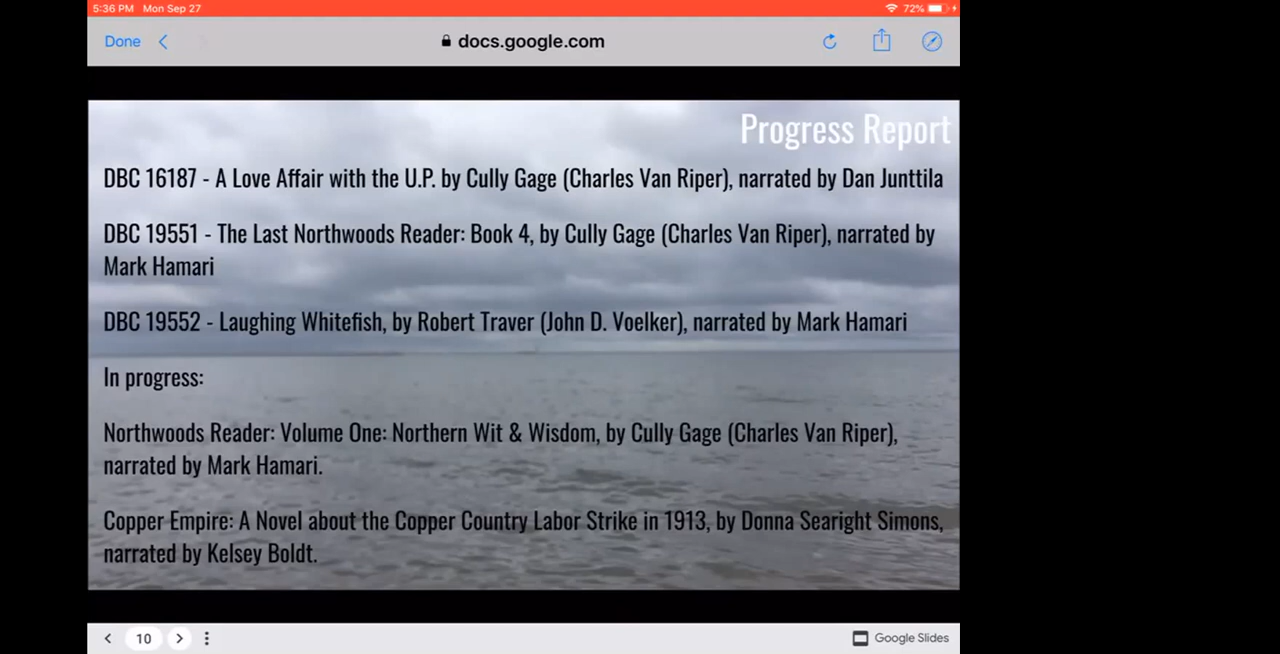 5:36 PM Mon Sep 27
72%
Done
docs.google.com
Progress Report
DBC 16187 - A Love Affair with the U.P. by Cully Gage (Charles Van Riper), narrated by Dan Junttila
DBC 19551 - The Last Northwoods Reader: Book 4, by Cully Gage (Charles Van Riper), narrated by
Mark Hamari
DBC 19552 - Laughing Whitefish, by Robert Traver (John D. Voelker), narrated by Mark Hamari
In progress:
Northwoods Reader: Volume One: Northern Wit & Wisdom, by Cully Gage (Charles Van Riper),
narrated by Mark Hamari.
Copper Empire: A Novel about the Copper Country Labor Strike in 1913, by Donna Searight Simons,
narrated by Kelsey Boldt.
10
Google Slides